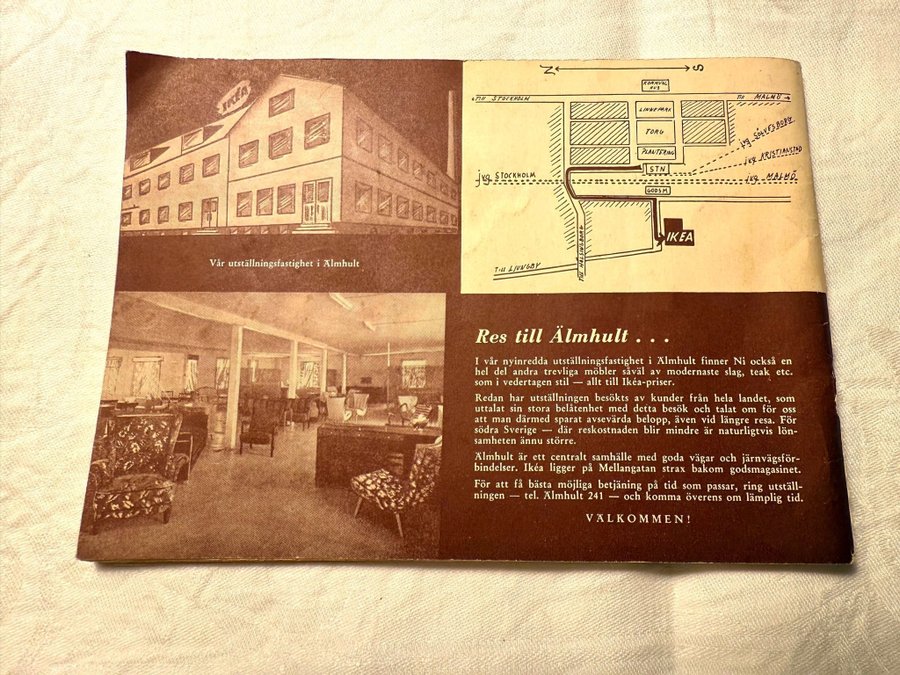 IKÉA
Vår utställningsfastighet i Älmhult
N S
KOMMUNAL
HUS
TILL STOCKHOLM
TILL MALMÖ
LINNÉPARK
TORG
PLANTERING
STN
GODSM
jvg SÖLVESBORG
jvg KRISTIANSTAD
jvg STOCKHOLM
jvg MALMÖ
IKEA
TILL LJUNGBY
TILL HÄLSINGBORG
Res till Älmhult . . .
I vår nyinredda utställningsfastighet i Älmhult finner Ni också en
hel del andra trevliga möbler såväl av modernaste slag, teak etc.
som i vedertagen stil — allt till Ikéa-priser.
Redan har utställningen besökts av kunder från hela landet, som
uttalat sin stora belåtenhet med detta besök och talat om för oss
att man därmed sparat avsevärda belopp, även vid längre resa. För
södra Sverige — där reskostnaden blir mindre är naturligtvis lön-
samheten ännu större.
Älmhult är ett centralt samhälle med goda vägar och järnvägsför-
bindelser. Ikéa ligger på Mellangatan strax bakom godsmagasinet.
För att få bästa möjliga betjäning på tid som passar, ring utställ-
ningen — tel. Älmhult 241 — och komma överens om lämplig tid.
VÄLKOMMEN!